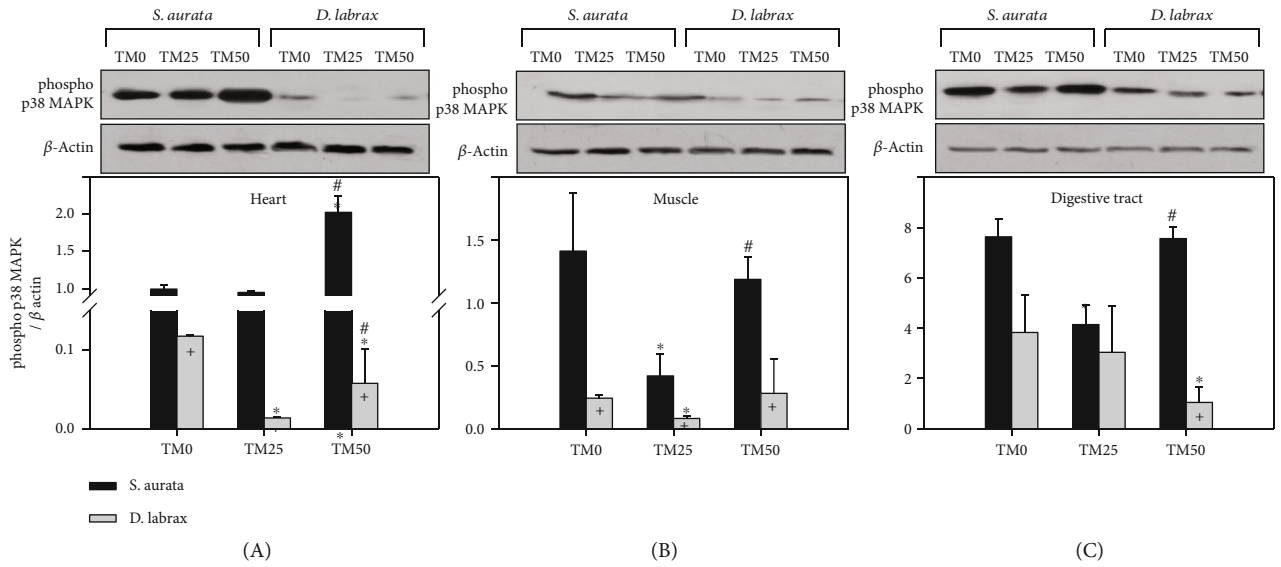 S. aurata D. labrax
TM0 TM25 TM50 TM0 TM25 TM50
phospho
p38 MAPK
β-Actin
Heart
phospho p38 MAPK
/ β actin
2.0
1.5
1.0
0.1
0.0
#
*
#
*
+
*
+
*
TM0 TM25 TM50
S. aurata
D. labrax
(A)
S. aurata D. labrax
TM0 TM25 TM50 TM0 TM25 TM50
phospho
p38 MAPK
β-Actin
Muscle
1.5
1.0
0.5
0.0
#
*
+
*
+
+
TM0 TM25 TM50
(B)
S. aurata D. labrax
TM0 TM25 TM50 TM0 TM25 TM50
phospho
p38 MAPK
β-Actin
Digestive tract
8
6
4
2
0
#
*
*
+
TM0 TM25 TM50
(C)